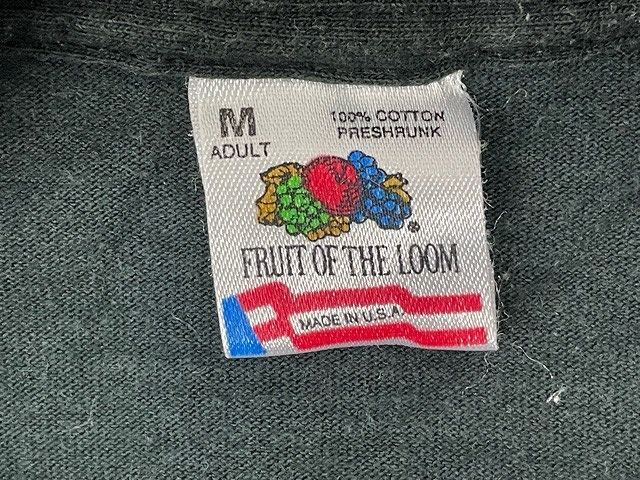 M
ADULT
100% COTTON
PRESHRUNK
®
FRUIT OF THE LOOM
MADE IN U.S.A.